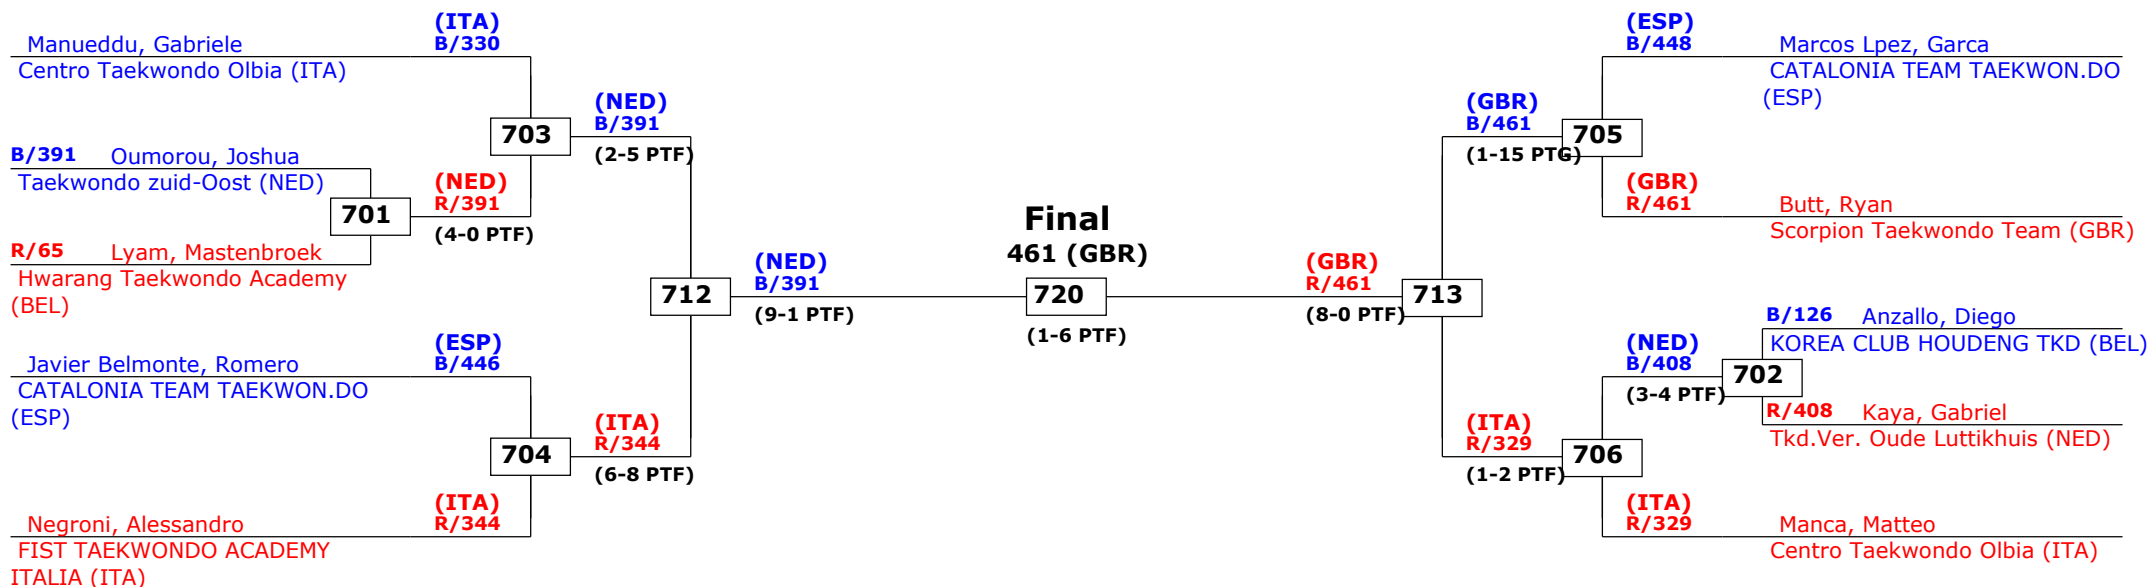 (ITA)
B/330
Manueddu, Gabriele
Centro Taekwondo Olbia (ITA)
703
(NED)
B/391
(2-5 PTF)
B/391 Oumorou, Joshua
Taekwondo zuid-Oost (NED)
701
(NED)
R/391
(4-0 PTF)
R/65 Lyam, Mastenbroek
Hwarang Taekwondo Academy
(BEL)
712
(NED)
B/391
(9-1 PTF)
(ESP)
B/446
Javier Belmonte, Romero
CATALONIA TEAM TAEKWON.DO
(ESP)
704
(ITA)
R/344
(6-8 PTF)
(ITA)
R/344
Negroni, Alessandro
FIST TAEKWONDO ACADEMY
ITALIA (ITA)
Final
461 (GBR)
720
(1-6 PTF)
(GBR)
R/461
(8-0 PTF)
713
(ESP)
B/448
Marcos Lpez, Garca
CATALONIA TEAM TAEKWON.DO
(ESP)
(GBR)
B/461
(1-15 PTG)
705
(GBR)
R/461
Butt, Ryan
Scorpion Taekwondo Team (GBR)
B/126 Anzallo, Diego
KOREA CLUB HOUDENG TKD (BEL)
(NED)
B/408
(3-4 PTF)
702
R/408 Kaya, Gabriel
Tkd.Ver. Oude Luttikhuis (NED)
(ITA)
R/329
(1-2 PTF)
706
(ITA)
R/329
Manca, Matteo
Centro Taekwondo Olbia (ITA)